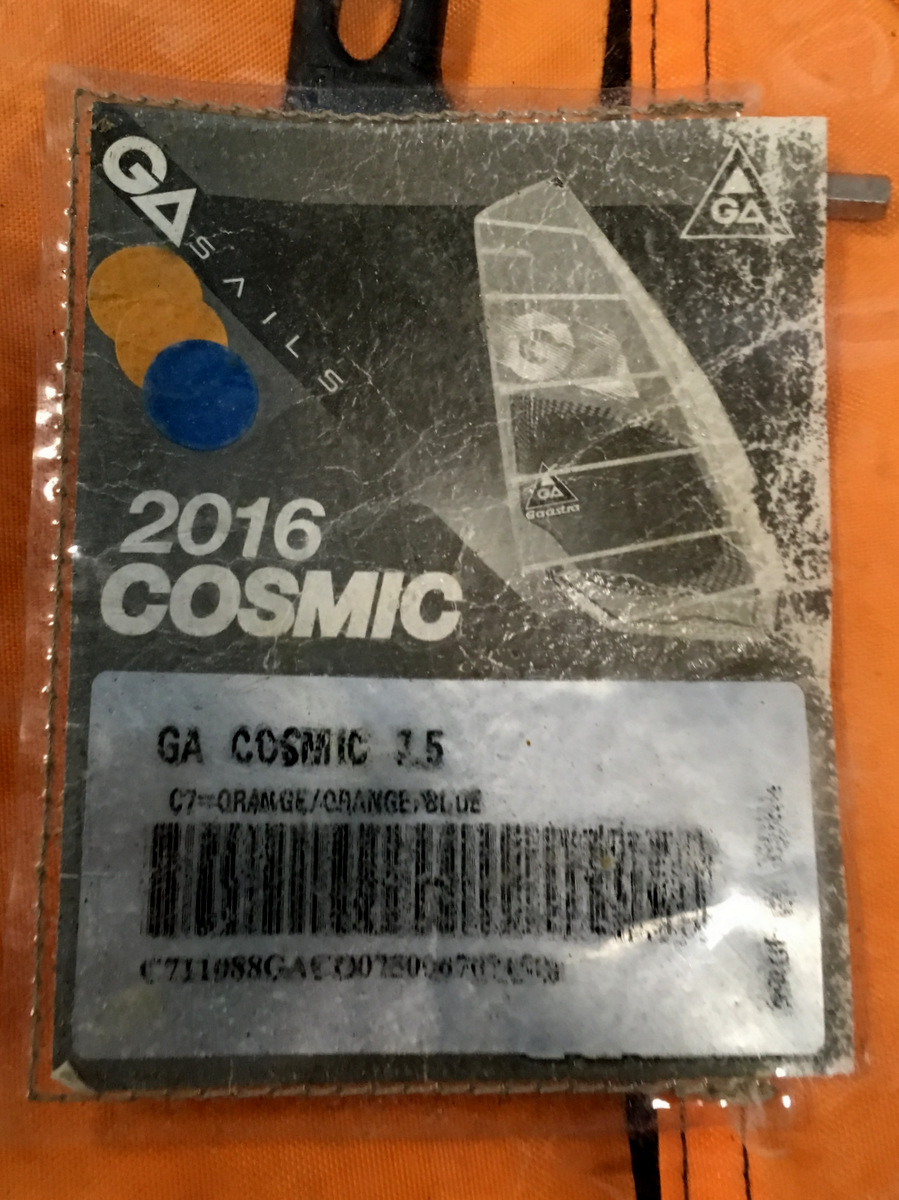 GA
SAILS
GA
G
GA
Gaastra
2016
COSMIC
GA COSMIC 7.5
C7=ORANGE/ORANGE/BLUE